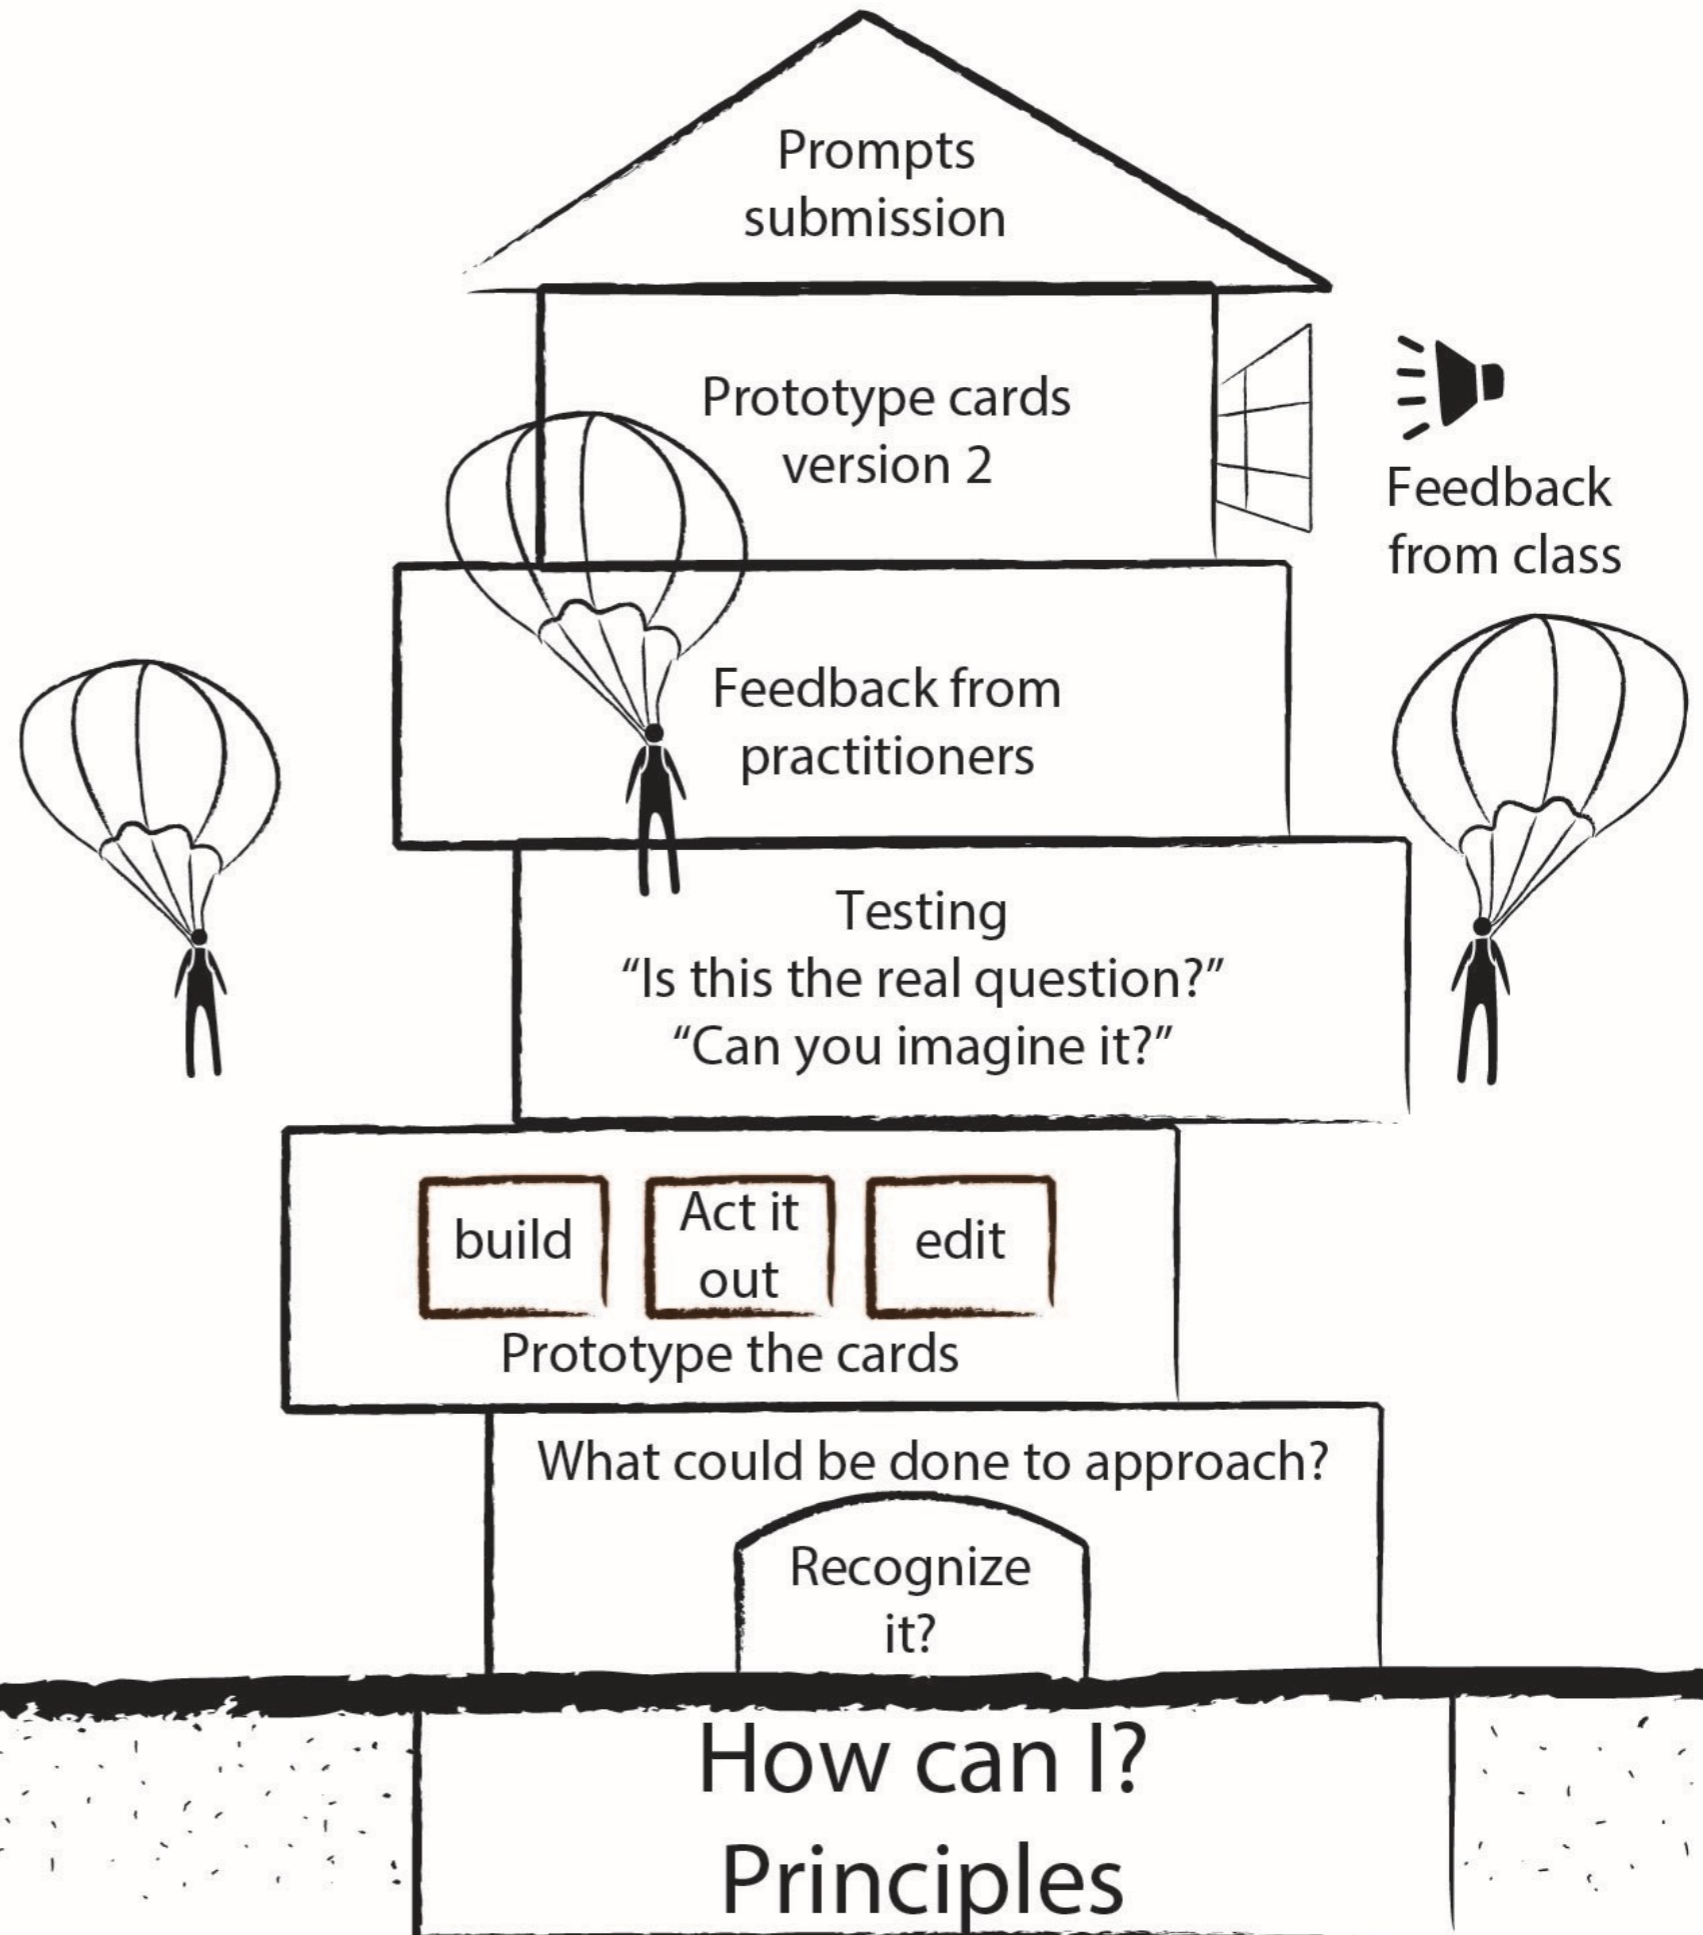 Prompts
submission
Prototype cards
version 2
Feedback
from class
Feedback from
practitioners
Testing
“Is this the real question?”
“Can you imagine it?”
build
Act it
out
edit
Prototype the cards
What could be done to approach?
Recognize
it?
How can I?
Principles